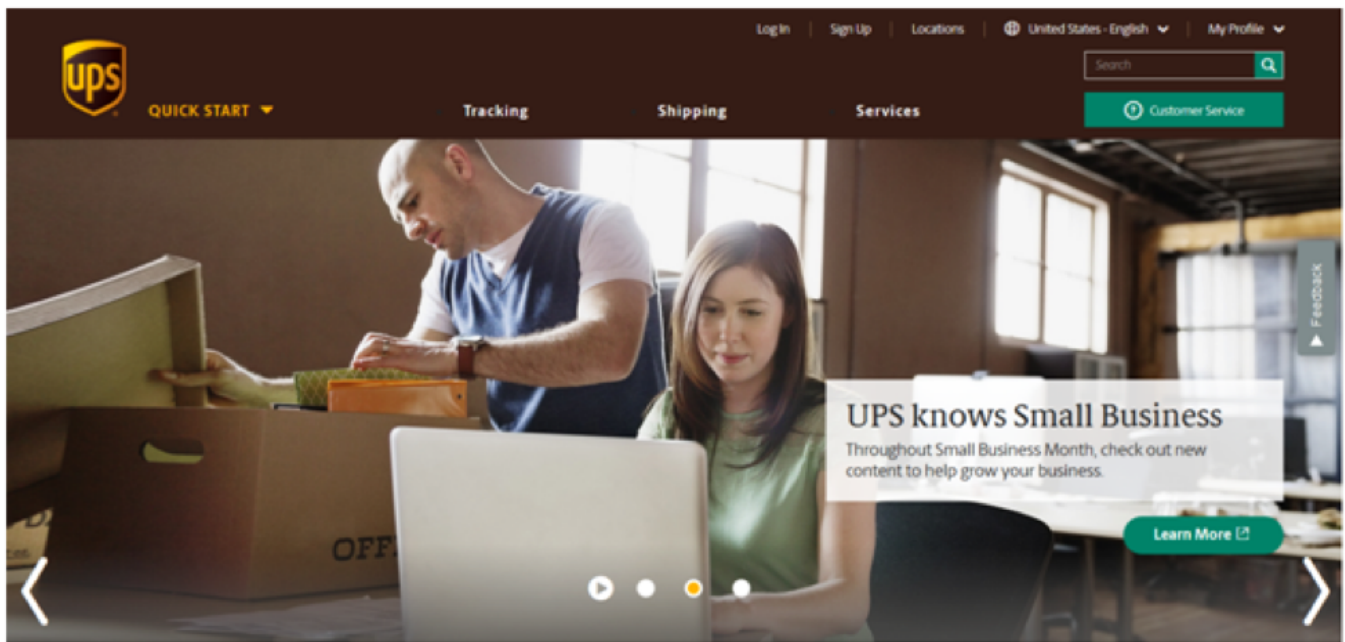 Log In
Sign Up
Locations
United States - English
My Profile
Search
ups
QUICK START
Tracking
Shipping
Services
Customer Service
Feedback
UPS knows Small Business
Throughout Small Business Month, check out new
content to help grow your business.
OFF
Learn More